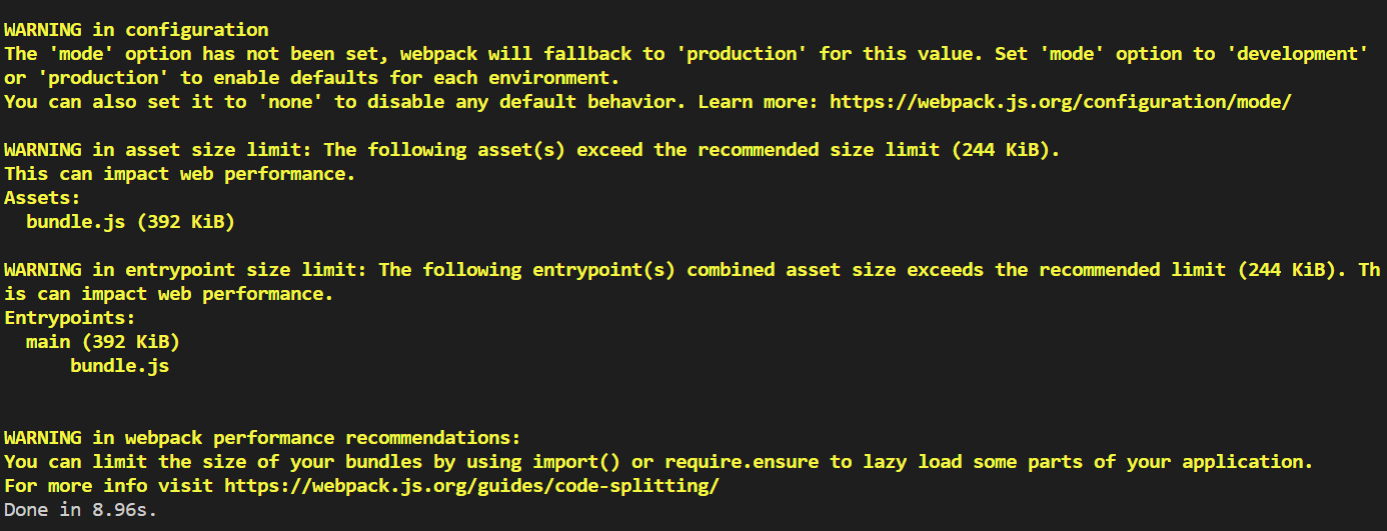 WARNING in configuration
The 'mode' option has not been set, webpack will fallback to 'production' for this value. Set 'mode' option to 'development'
or 'production' to enable defaults for each environment.
You can also set it to 'none' to disable any default behavior. Learn more: https://webpack.js.org/configuration/mode/
WARNING in asset size limit: The following asset(s) exceed the recommended size limit (244 KiB).
This can impact web performance.
Assets:
  bundle.js (392 KiB)
WARNING in entrypoint size limit: The following entrypoint(s) combined asset size exceeds the recommended limit (244 KiB). Th
is can impact web performance.
Entrypoints:
  main (392 KiB)
      bundle.js
WARNING in webpack performance recommendations:
You can limit the size of your bundles by using import() or require.ensure to lazy load some parts of your application.
For more info visit https://webpack.js.org/guides/code-splitting/
Done in 8.96s.